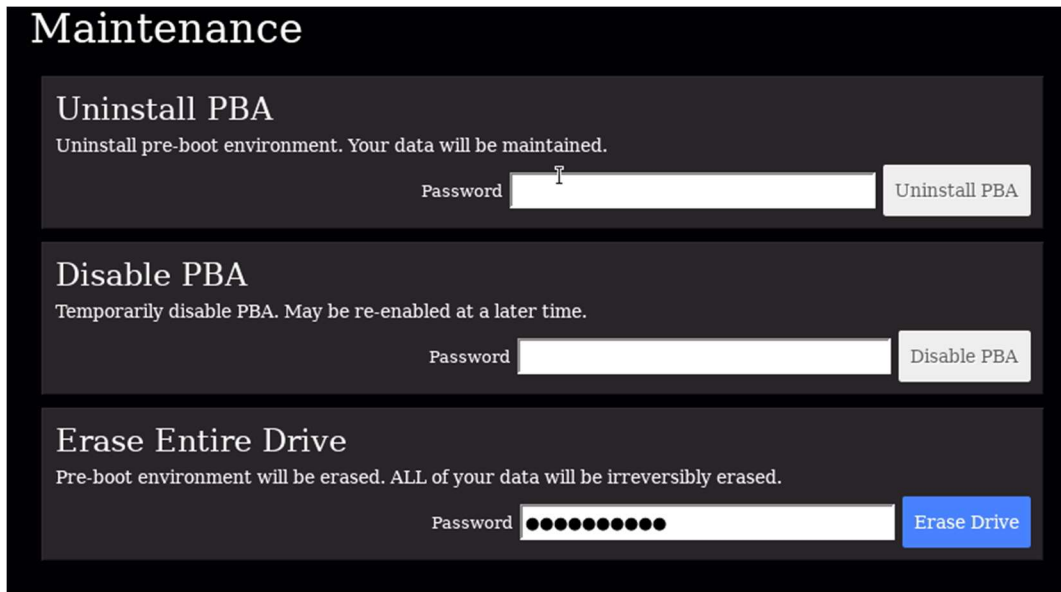 Maintenance
Uninstall PBA
Uninstall pre-boot environment. Your data will be maintained.
Password Uninstall PBA
Disable PBA
Temporarily disable PBA. May be re-enabled at a later time.
Password Disable PBA
Erase Entire Drive
Pre-boot environment will be erased. ALL of your data will be irreversibly erased.
Password ●●●●●●●●●● Erase Drive